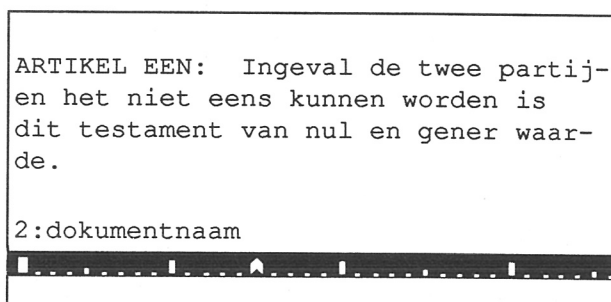 ARTIKEL EEN:  Ingeval de twee partij-
en het niet eens kunnen worden is
dit testament van nul en gener waar-
de.
2:dokumentnaam